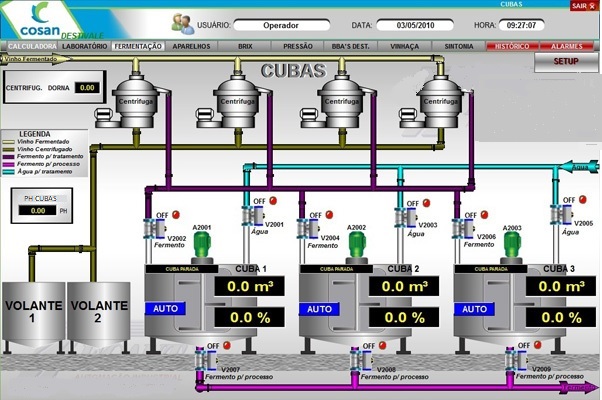 CUBAS
SAIR
cosan
DESTIVALE
USUÁRIO: Operador DATA: 03/05/2010 HORA: 09:27:07
CALCULADORA LABORATÓRIO FERMENTAÇÃO APARELHOS BRIX PRESSÃO BBA'S DEST. VINHAÇA SINTONIA HISTÓRICO ALARMES
Vinho Fermentado
CUBAS
SETUP
CENTRIFUG. DORNA 0.00
Centrifuga Centrifuga Centrifuga Centrifuga
LEGENDA
Vinho Fermentado
Vinho Centrifugado
Fermento p/ tratamento
Fermento p/ processo
Água p/ tratamento
Água
PH CUBAS
0.00 PH
OFF V2002 Fermento
A2001
OFF V2001 Água
OFF V2004 Fermento
A2002
OFF V2003 Água
OFF V2006 Fermento
A2003
OFF V2005 Água
CUBA PARADA CUBA 1
CUBA PARADA CUBA 2
CUBA PARADA CUBA 3
0.0 m³ 0.0 m³ 0.0 m³
AUTO 0.0 % AUTO 0.0 % AUTO 0.0 %
VOLANTE 1
VOLANTE 2
OFF V2007 Fermento p/ processo
OFF V2008 Fermento p/ processo
OFF V2009 Fermento p/ processo
Fermento